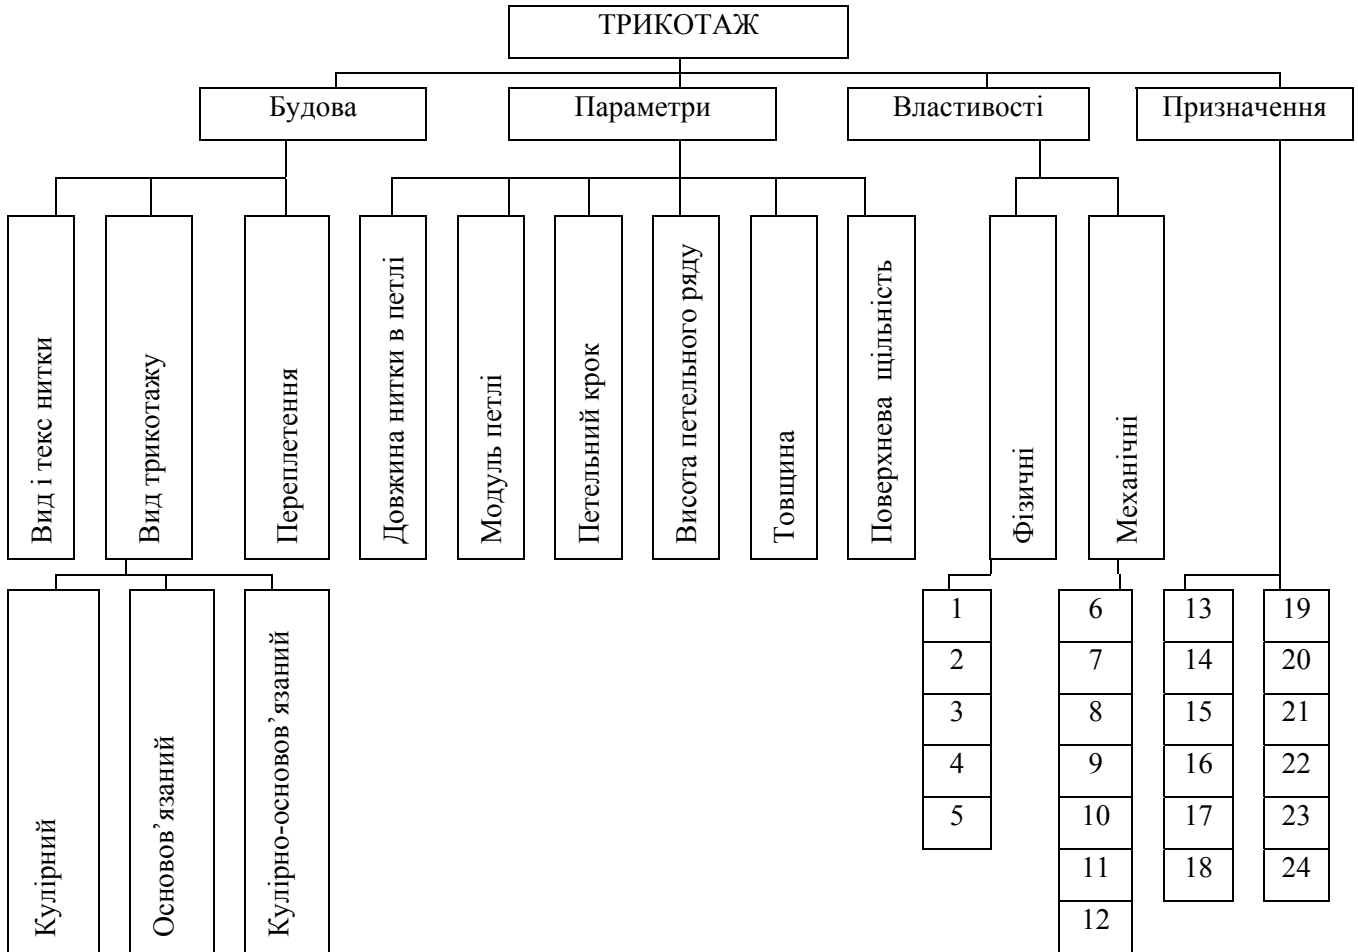 ТРИКОТАЖ
Будова
Параметри
Властивості
Призначення
Вид і текс нитки
Вид трикотажу
Переплетення
Довжина нитки в петлі
Модуль петлі
Петельний крок
Висота петельного ряду
Товщина
Поверхнева щільність
Фізичні
Механічні
Кулірний
Основов’язаний
Кулірно-основов’язаний
1
2
3
4
5
6
7
8
9
10
11
12
13
14
15
16
17
18
19
20
21
22
23
24